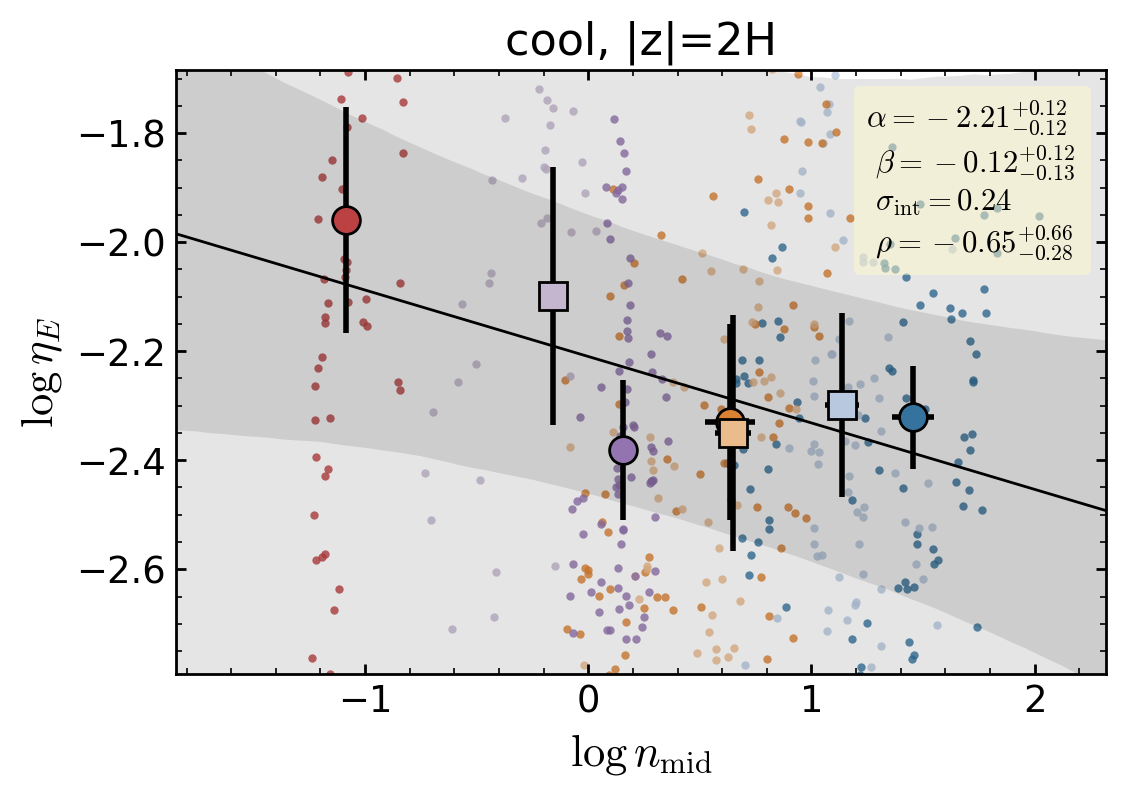 cool, |z|=2H
α = −2.21 +0.12 −0.12
β = −0.12 +0.12 −0.13
σint = 0.24
ρ = −0.65 +0.66 −0.28
−1.8
−2.0
−2.2
−2.4
−2.6
log ηE
−1 0 1 2
log nmid